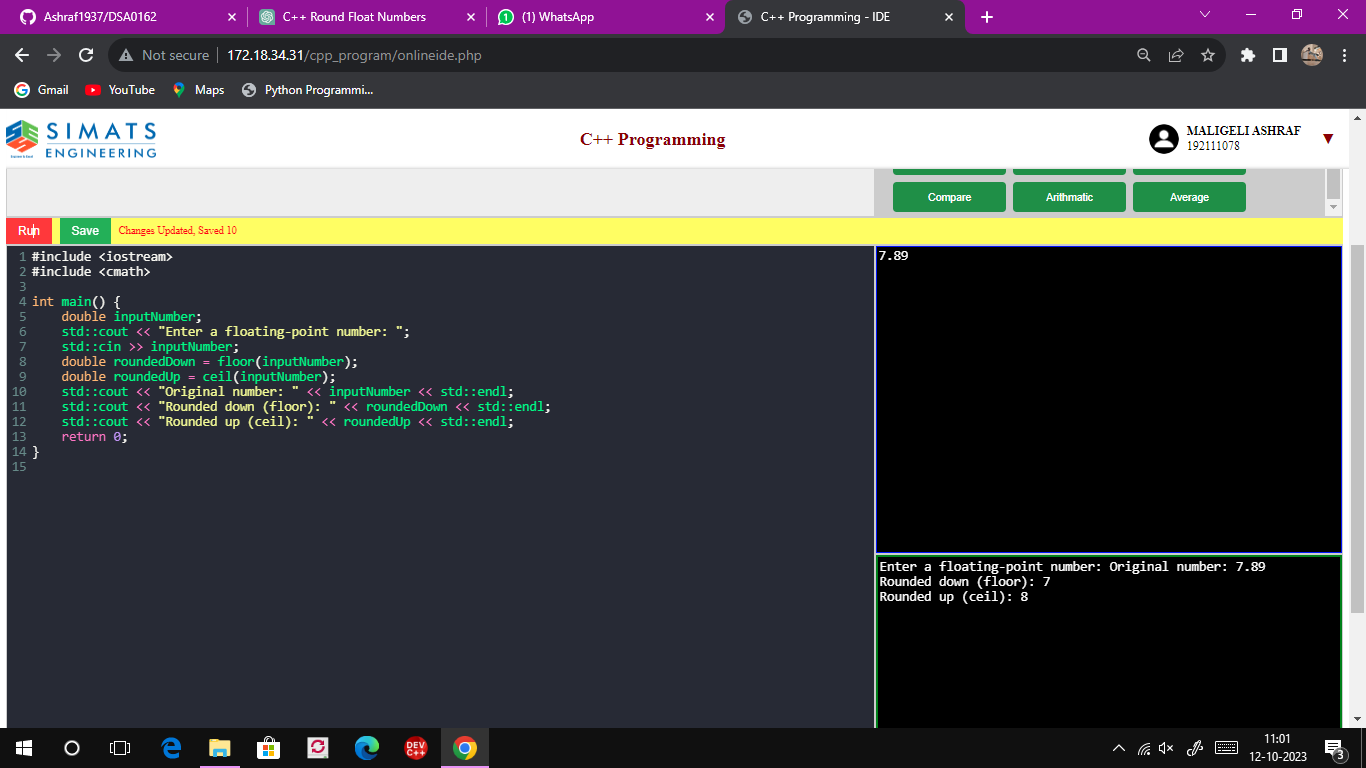 Ashraf1937/DSA0162
C++ Round Float Numbers
(1) WhatsApp
C++ Programming - IDE
Not secure
172.18.34.31/cpp_program/onlineide.php
Gmail
YouTube
Maps
Python Programmi...
SIMATS
ENGINEERING
C++ Programming
MALIGELI ASHRAF
192111078
Compare
Arithmatic
Average
Run
Save
Changes Updated, Saved 10
1 #include <iostream>
2 #include <cmath>
3
4 int main() {
5     double inputNumber;
6     std::cout << "Enter a floating-point number: ";
7     std::cin >> inputNumber;
8     double roundedDown = floor(inputNumber);
9     double roundedUp = ceil(inputNumber);
10     std::cout << "Original number: " << inputNumber << std::endl;
11     std::cout << "Rounded down (floor): " << roundedDown << std::endl;
12     std::cout << "Rounded up (ceil): " << roundedUp << std::endl;
13     return 0;
14 }
15
7.89
Enter a floating-point number: Original number: 7.89
Rounded down (floor): 7
Rounded up (ceil): 8
DEV
C++
11:01
12-10-2023
3